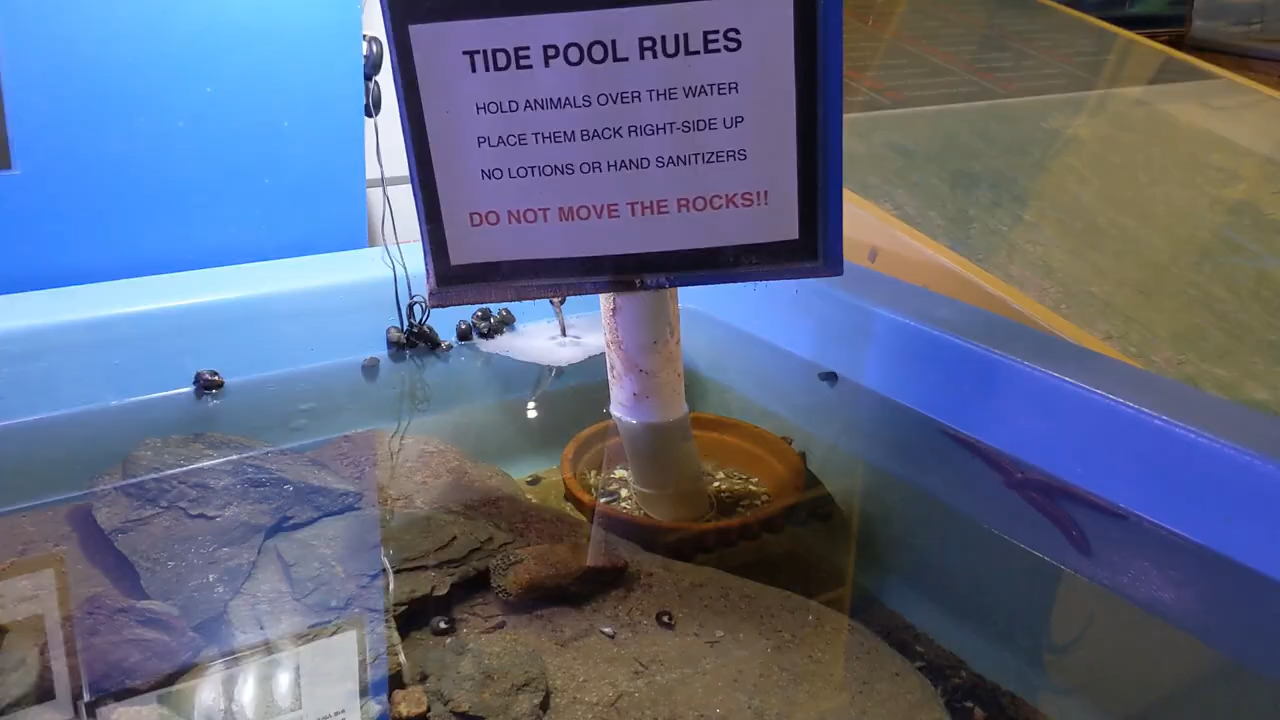 TIDE POOL RULES
HOLD ANIMALS OVER THE WATER
PLACE THEM BACK RIGHT-SIDE UP
NO LOTIONS OR HAND SANITIZERS
DO NOT MOVE THE ROCKS!!